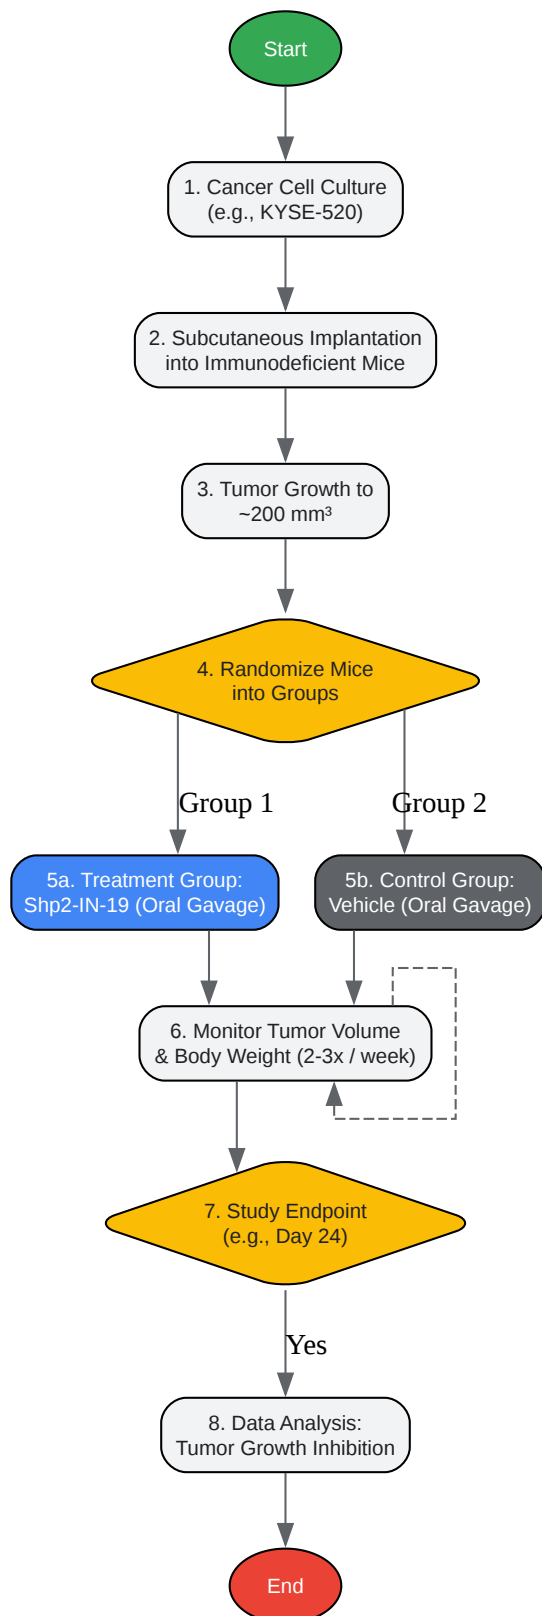 Start
1. Cancer Cell Culture
(e.g., KYSE-520)
2. Subcutaneous Implantation
into Immunodeficient Mice
3. Tumor Growth to
~200 mm³
4. Randomize Mice
into Groups
Group 1
Group 2
5a. Treatment Group:
Shp2-IN-19 (Oral Gavage)
5b. Control Group:
Vehicle (Oral Gavage)
6. Monitor Tumor Volume
& Body Weight (2-3x / week)
7. Study Endpoint
(e.g., Day 24)
Yes
8. Data Analysis:
Tumor Growth Inhibition
End